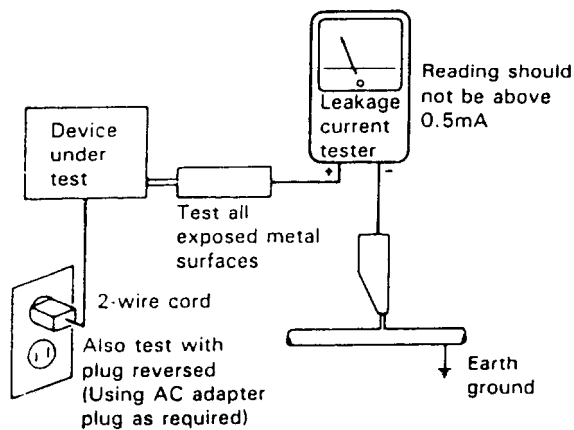 Device
under
test
Leakage
current
tester
+
-
Reading should
not be above
0.5mA
Test all
exposed metal
surfaces
2-wire cord
Also test with
plug reversed
(Using AC adapter
plug as required)
Earth
ground